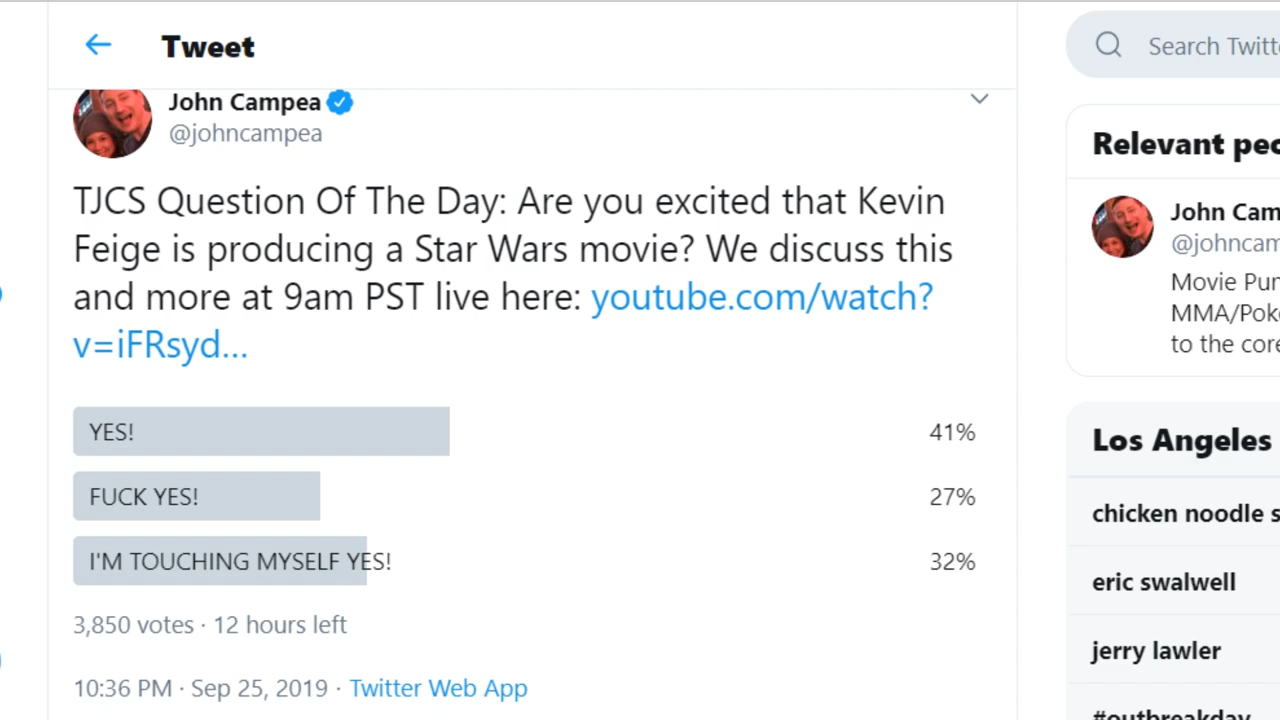 Tweet
John Campea
@johncampea
TJCS Question Of The Day: Are you excited that Kevin
Feige is producing a Star Wars movie? We discuss this
and more at 9am PST live here: youtube.com/watch?
v=iFRsyd...
YES! 41%
FUCK YES! 27%
I'M TOUCHING MYSELF YES! 32%
3,850 votes · 12 hours left
10:36 PM · Sep 25, 2019 · Twitter Web App
Search Twitt
Relevant peo
John Cam
@johncam
Movie Pun
MMA/Poke
to the core
Los Angeles
chicken noodle s
eric swalwell
jerry lawler
#outbreakday